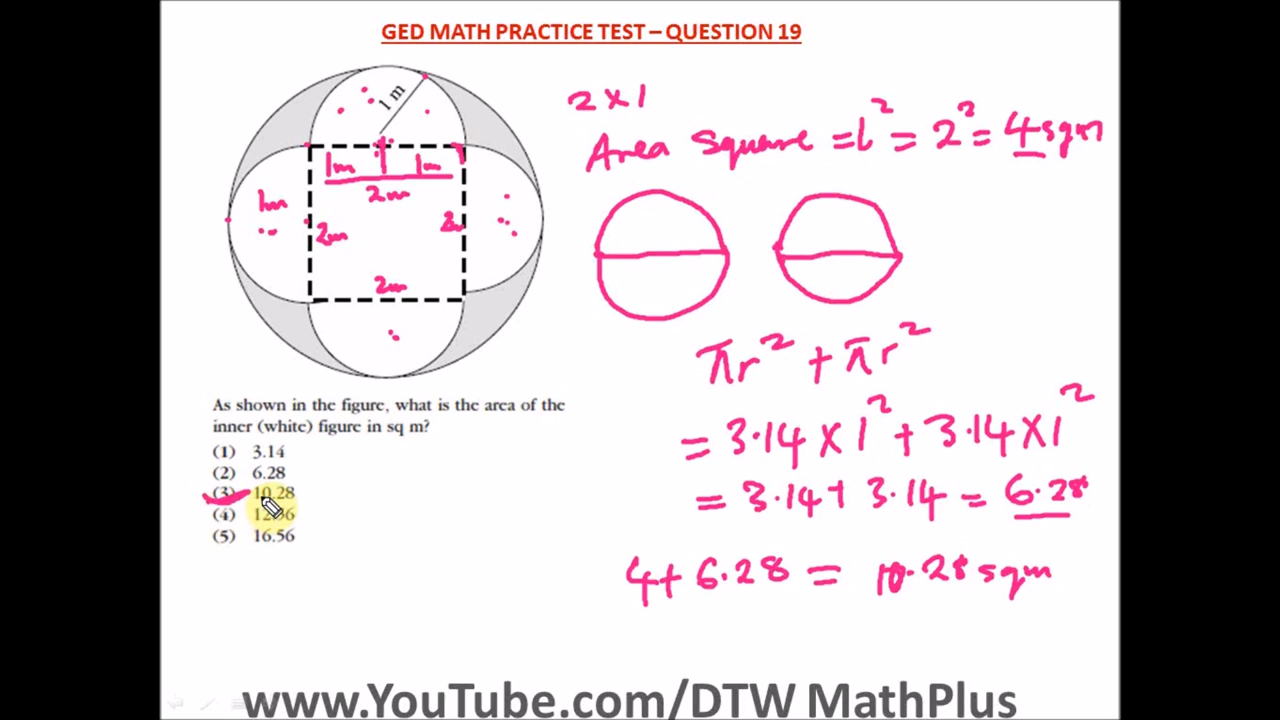 GED MATH PRACTICE TEST – QUESTION 19
1 m
1m 1m
2m
1m
2m
2m
2 x 1
Area Square = l² = 2² = 4 sqm
πr² + πr²
= 3.14 x 1² + 3.14 x 1²
= 3.14 + 3.14 = 6.28
4 + 6.28 = 10.28 sqm
As shown in the figure, what is the area of the
inner (white) figure in sq m?
(1) 3.14
(2) 6.28
(3) 10.28
(4) 12.56
(5) 16.56
www.YouTube.com/DTW MathPlus